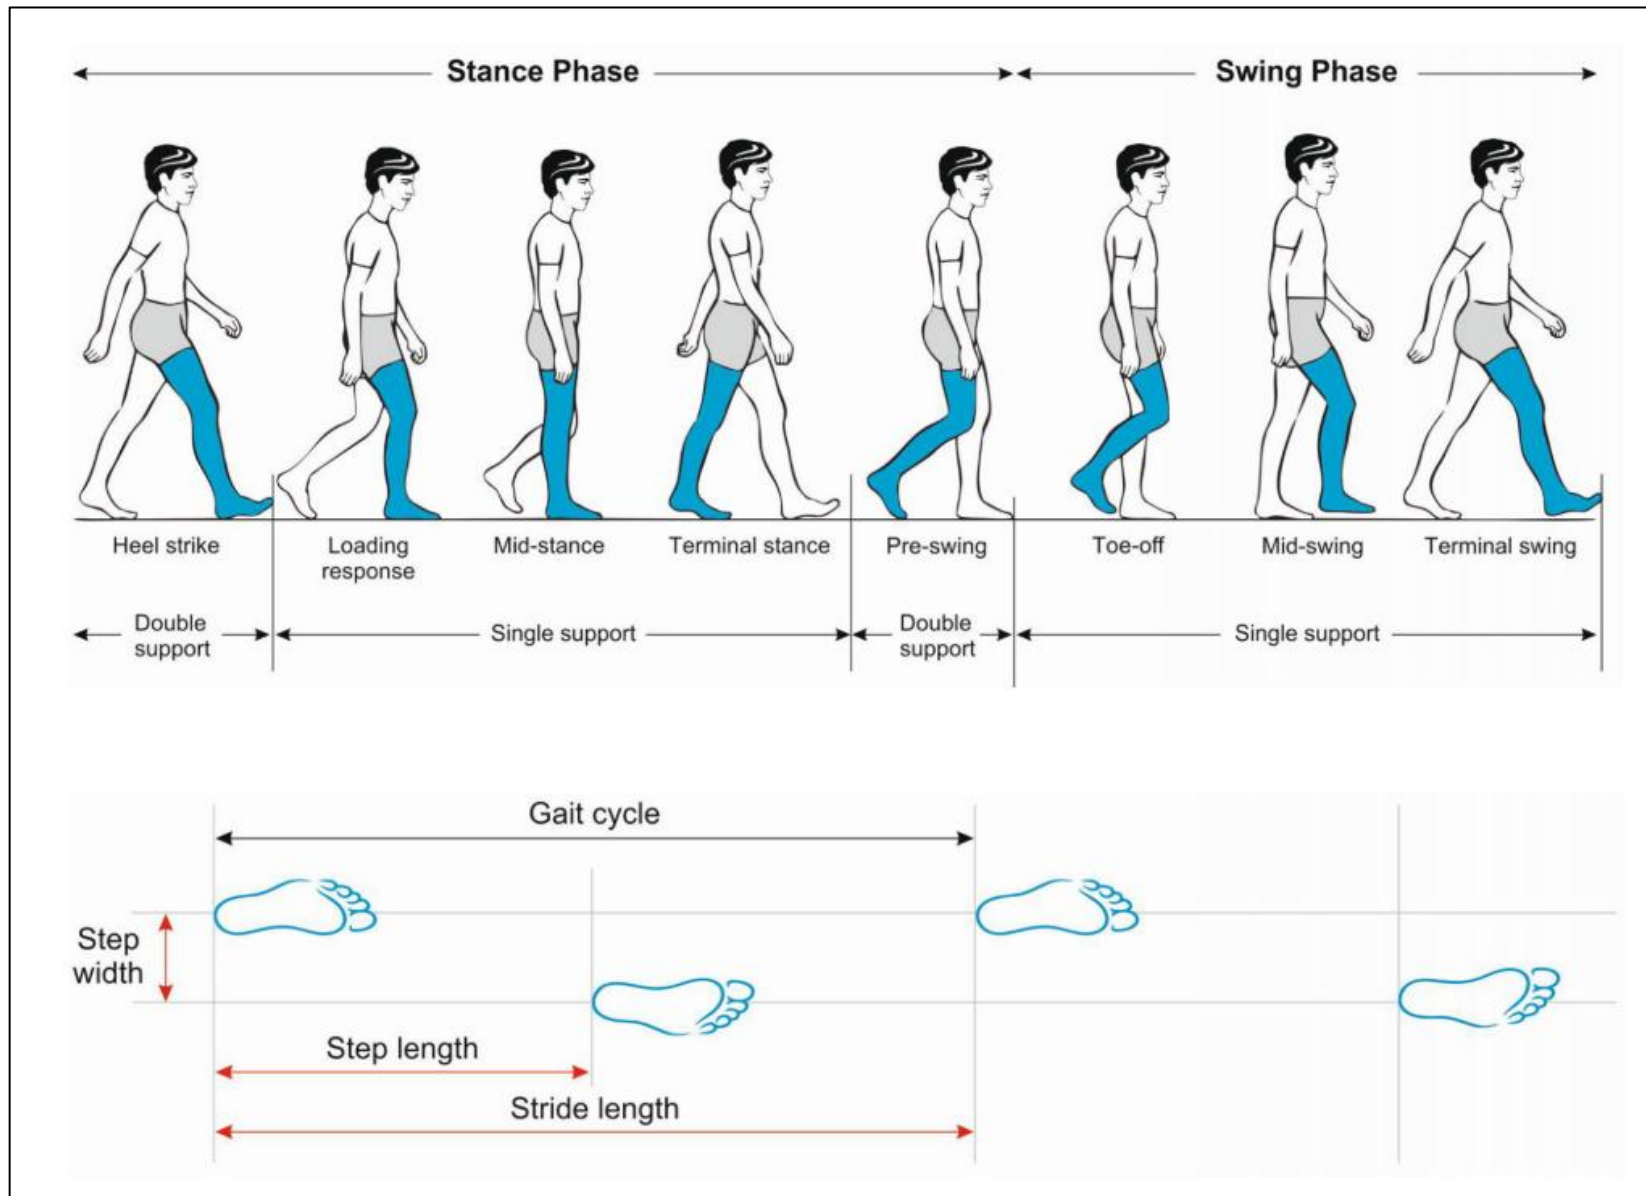 Stance Phase
Swing Phase
Heel strike
Loading
response
Mid-stance
Terminal stance
Pre-swing
Toe-off
Mid-swing
Terminal swing
Double
support
Single support
Double
support
Single support
Gait cycle
Step
width
Step length
Stride length